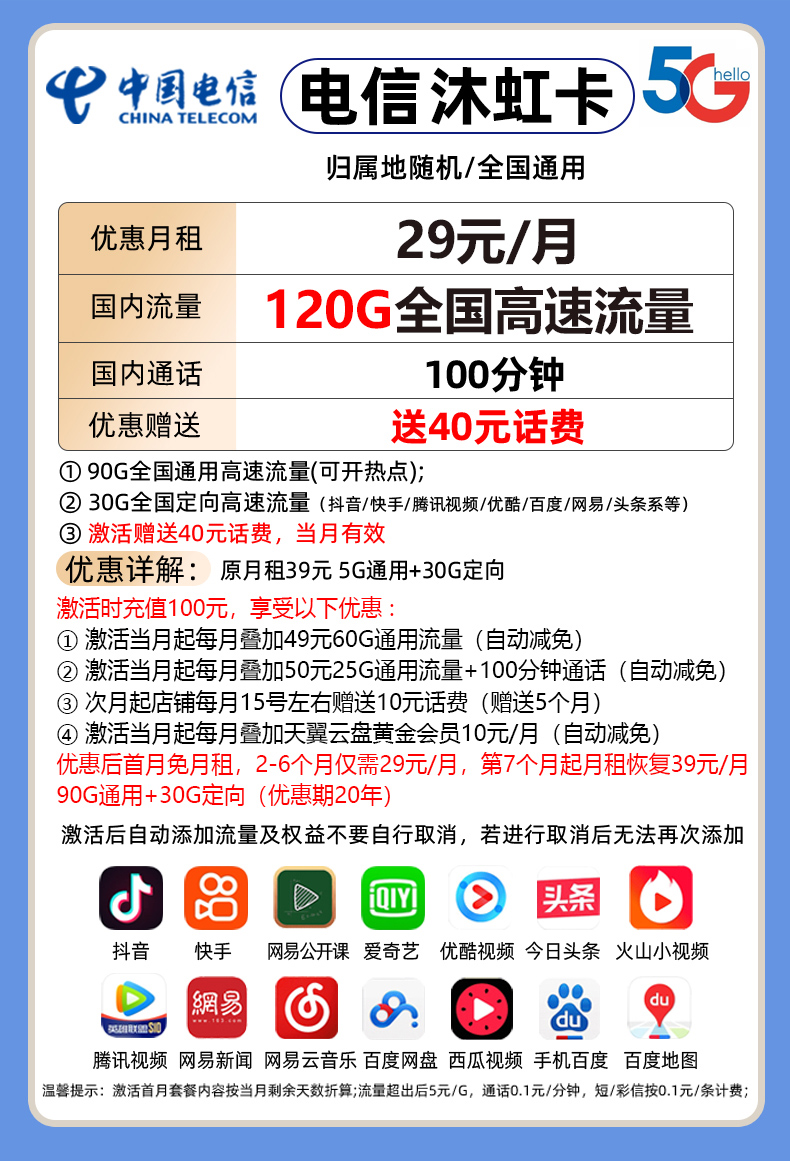 中国电信
CHINA TELECOM
电信 沐虹卡
5G hello
归属地随机/全国通用
优惠月租 29元/月
国内流量 120G全国高速流量
国内通话 100分钟
优惠赠送 送40元话费
① 90G全国通用高速流量(可开热点);
② 30G全国定向高速流量（抖音/快手/腾讯视频/优酷/百度/网易/头条系等）
③ 激活赠送40元话费，当月有效
优惠详解： 原月租39元 5G通用+30G定向
激活时充值100元，享受以下优惠：
① 激活当月起每月叠加49元60G通用流量（自动减免）
② 激活当月起每月叠加50元25G通用流量+100分钟通话（自动减免）
③ 次月起店铺每月15号左右赠送10元话费（赠送5个月）
④ 激活当月起每月叠加天翼云盘黄金会员10元/月（自动减免）
优惠后首月免月租，2-6个月仅需29元/月，第7个月起月租恢复39元/月
90G通用+30G定向（优惠期20年）
激活后自动添加流量及权益不要自行取消，若进行取消后无法再次添加
iQIYI 头条
抖音 快手 网易公开课 爱奇艺 优酷视频 今日头条 火山小视频
英雄联盟S10 網易 www.163.com du du
腾讯视频 网易新闻 网易云音乐 百度网盘 西瓜视频 手机百度 百度地图
温馨提示：激活首月套餐内容按当月剩余天数折算;流量超出后5元/G，通话0.1元/分钟，短/彩信按0.1元/条计费;